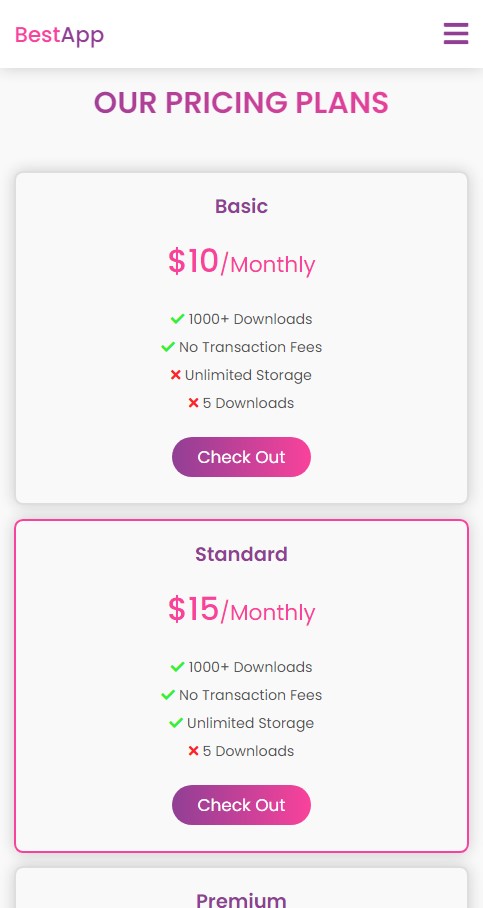 BestApp
OUR PRICING PLANS
Basic
$10/Monthly
1000+ Downloads
No Transaction Fees
Unlimited Storage
5 Downloads
Check Out
Standard
$15/Monthly
1000+ Downloads
No Transaction Fees
Unlimited Storage
5 Downloads
Check Out
Premium